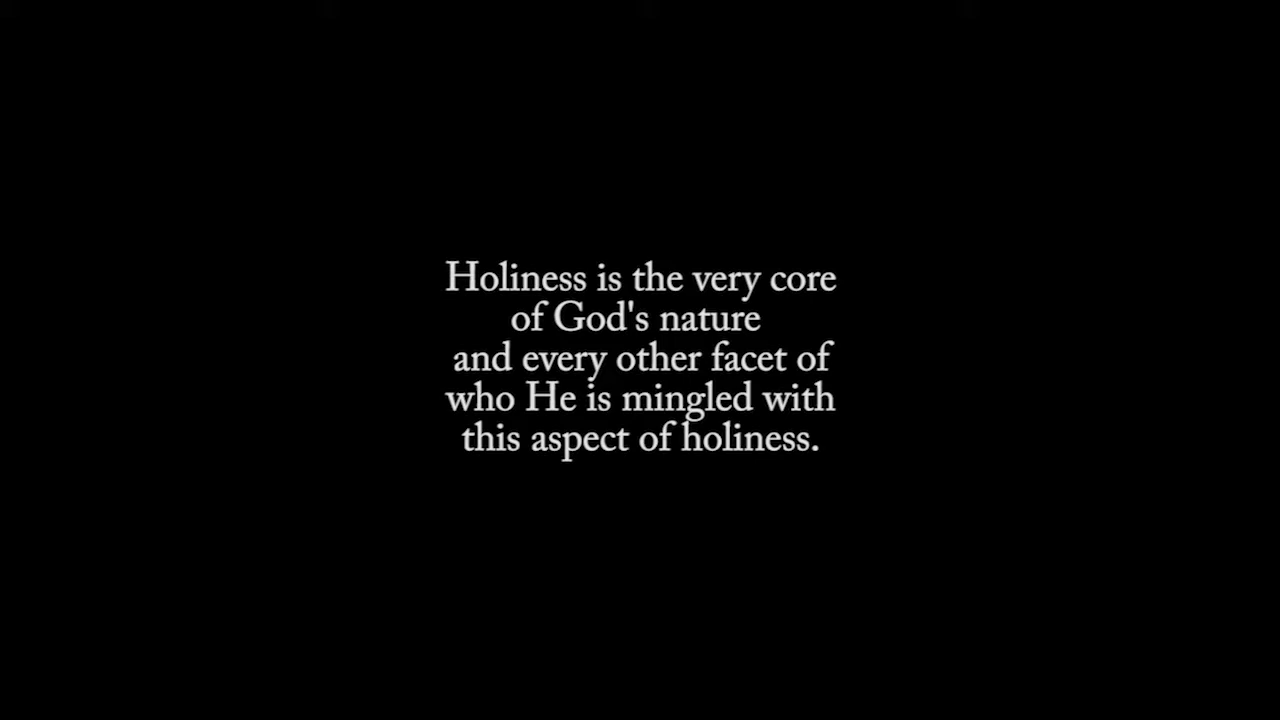 Holiness is the very core
of God's nature
and every other facet of
who He is mingled with
this aspect of holiness.